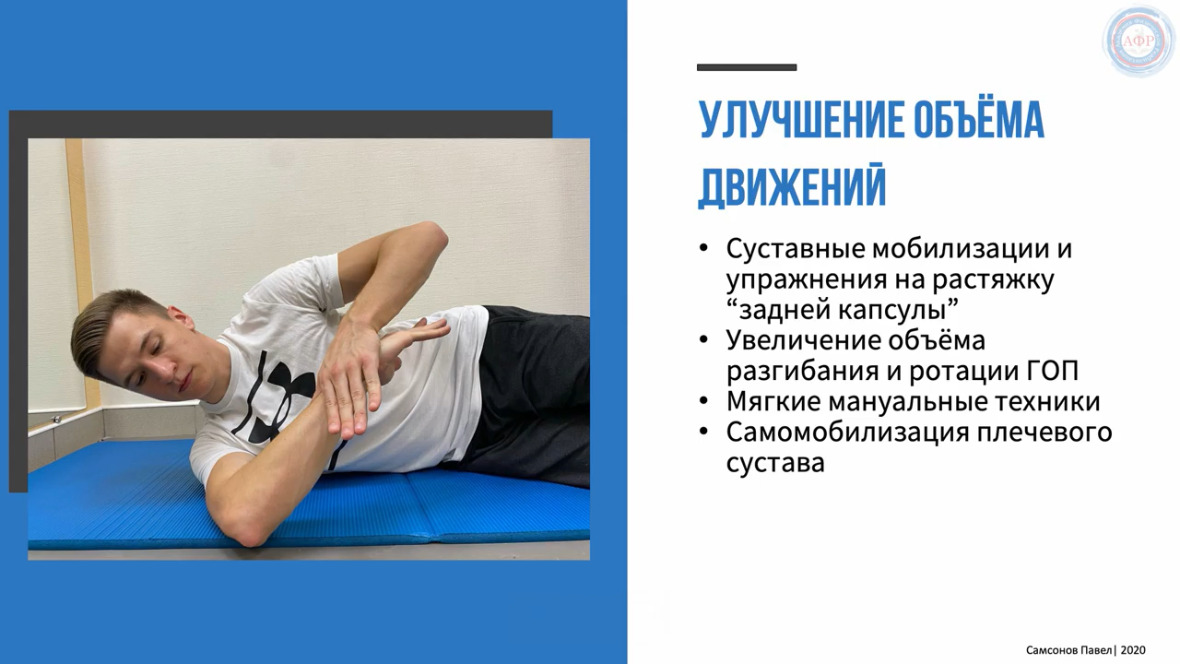 АФР
УЛУЧШЕНИЕ ОБЪЁМА
ДВИЖЕНИЙ
• Суставные мобилизации и
упражнения на растяжку
“задней капсулы”
• Увеличение объёма
разгибания и ротации ГОП
• Мягкие мануальные техники
• Самомобилизация плечевого
сустава
Самсонов Павел| 2020